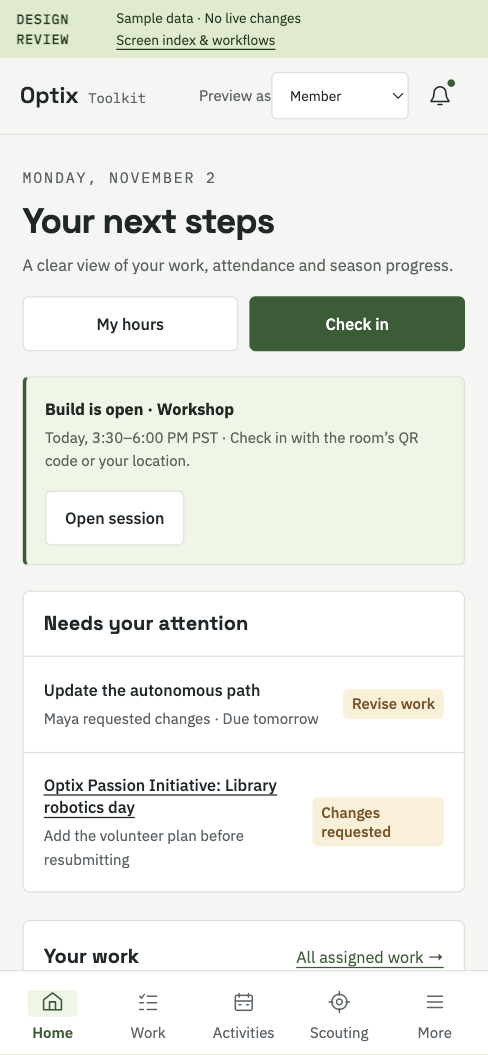 DESIGN REVIEW
Sample data · No live changes
Screen index & workflows
Optix Toolkit
Preview as Member
MONDAY, NOVEMBER 2
Your next steps
A clear view of your work, attendance and season progress.
My hours
Check in
Build is open · Workshop
Today, 3:30–6:00 PM PST · Check in with the room’s QR
code or your location.
Open session
Needs your attention
Update the autonomous path
Maya requested changes · Due tomorrow
Revise work
Optix Passion Initiative: Library
robotics day
Add the volunteer plan before
resubmitting
Changes
requested
Your work
All assigned work →
Home
Work
Activities
Scouting
More